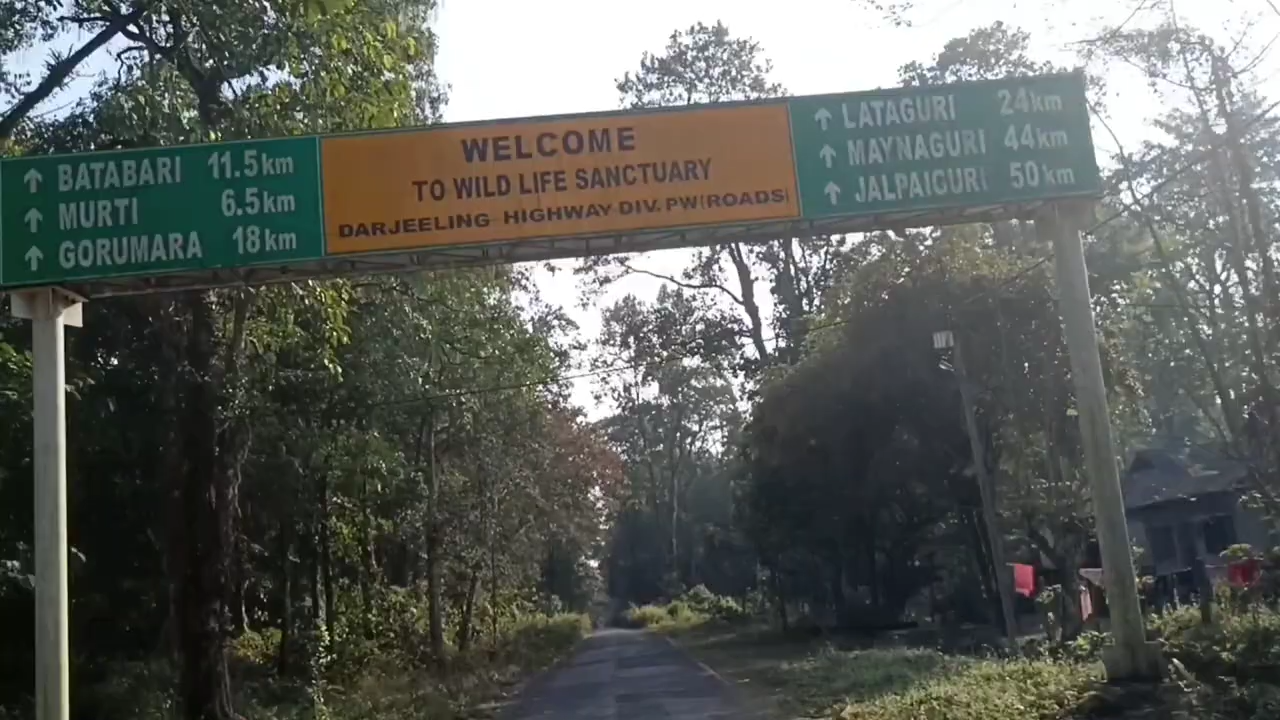 ↑ BATABARI 11.5km
↑ MURTI 6.5km
↑ GORUMARA 18km
WELCOME
TO WILD LIFE SANCTUARY
DARJEELING HIGHWAY DIV. PW(ROADS)
↑ LATAGURI 24km
↑ MAYNAGURI 44km
↑ JALPAIGURI 50km